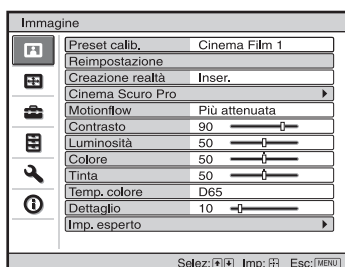 Immagine
Preset calib. Cinema Film 1
Reimpostazione
Creazione realtà Inser.
Cinema Scuro Pro
Motionflow Più attenuata
Contrasto 90
Luminosità 50
Colore 50
Tinta 50
Temp. colore D65
Dettaglio 10
Imp. esperto
Selez: Imp: Esc: MENU